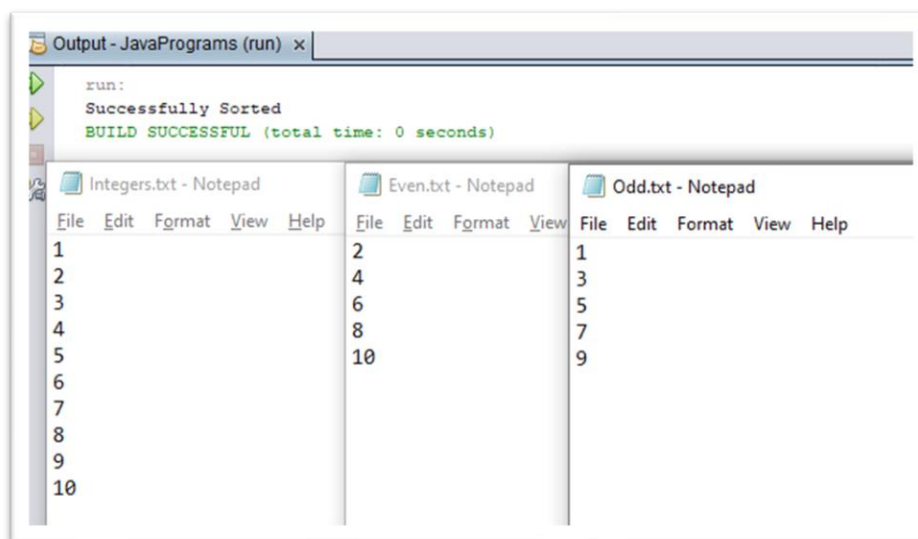 Output - JavaPrograms (run) ×
run:
Successfully Sorted
BUILD SUCCESSFUL (total time: 0 seconds)
Integers.txt - Notepad
File Edit Format View Help
1
2
3
4
5
6
7
8
9
10
Even.txt - Notepad
File Edit Format View
2
4
6
8
10
Odd.txt - Notepad
File Edit Format View Help
1
3
5
7
9